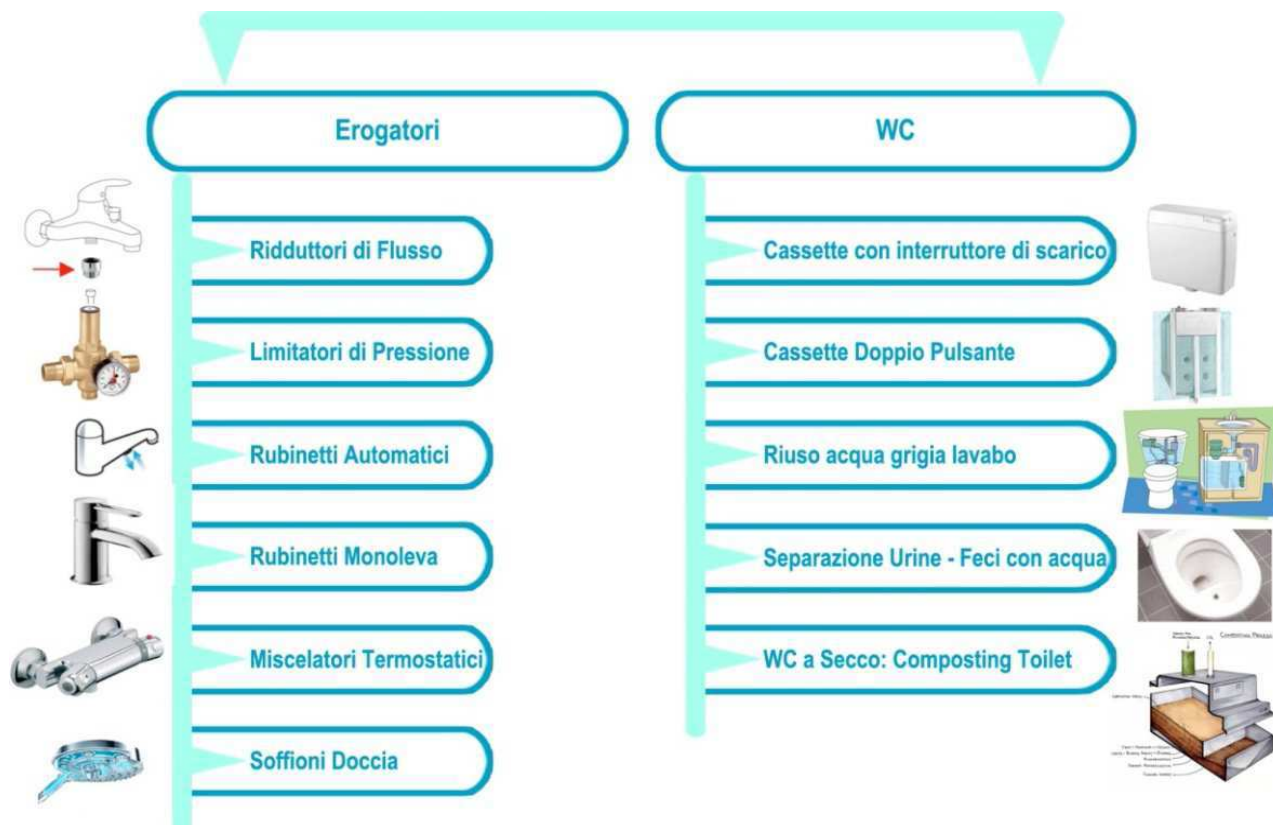 Erogatori
Ridduttori di Flusso
Limitatori di Pressione
Rubinetti Automatici
Rubinetti Monoleva
Miscelatori Termostatici
Soffioni Doccia
WC
Cassette con interruttore di scarico
Cassette Doppio Pulsante
Riuso acqua grigia lavabo
Separazione Urine - Feci con acqua
WC a Secco: Composting Toilet